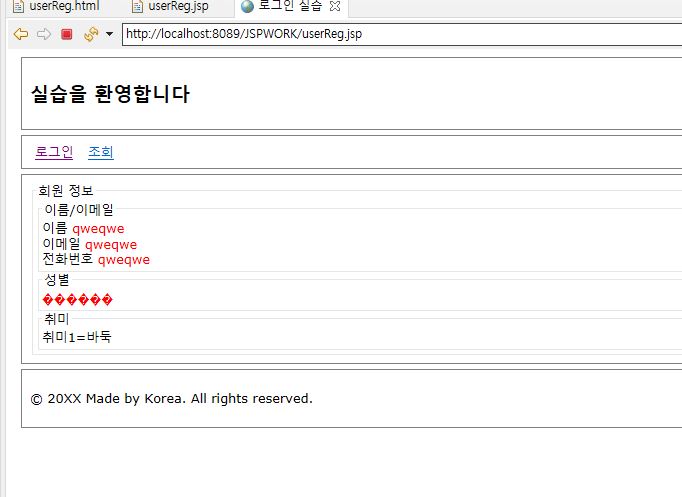 userReg.html userReg.jsp 로그인 실습
http://localhost:8089/JSPWORK/userReg.jsp
실습을 환영합니다
로그인 조회
회원 정보
이름/이메일
이름 qweqwe
이메일 qweqwe
전화번호 qweqwe
성별
������
취미
취미1=바둑
© 20XX Made by Korea. All rights reserved.